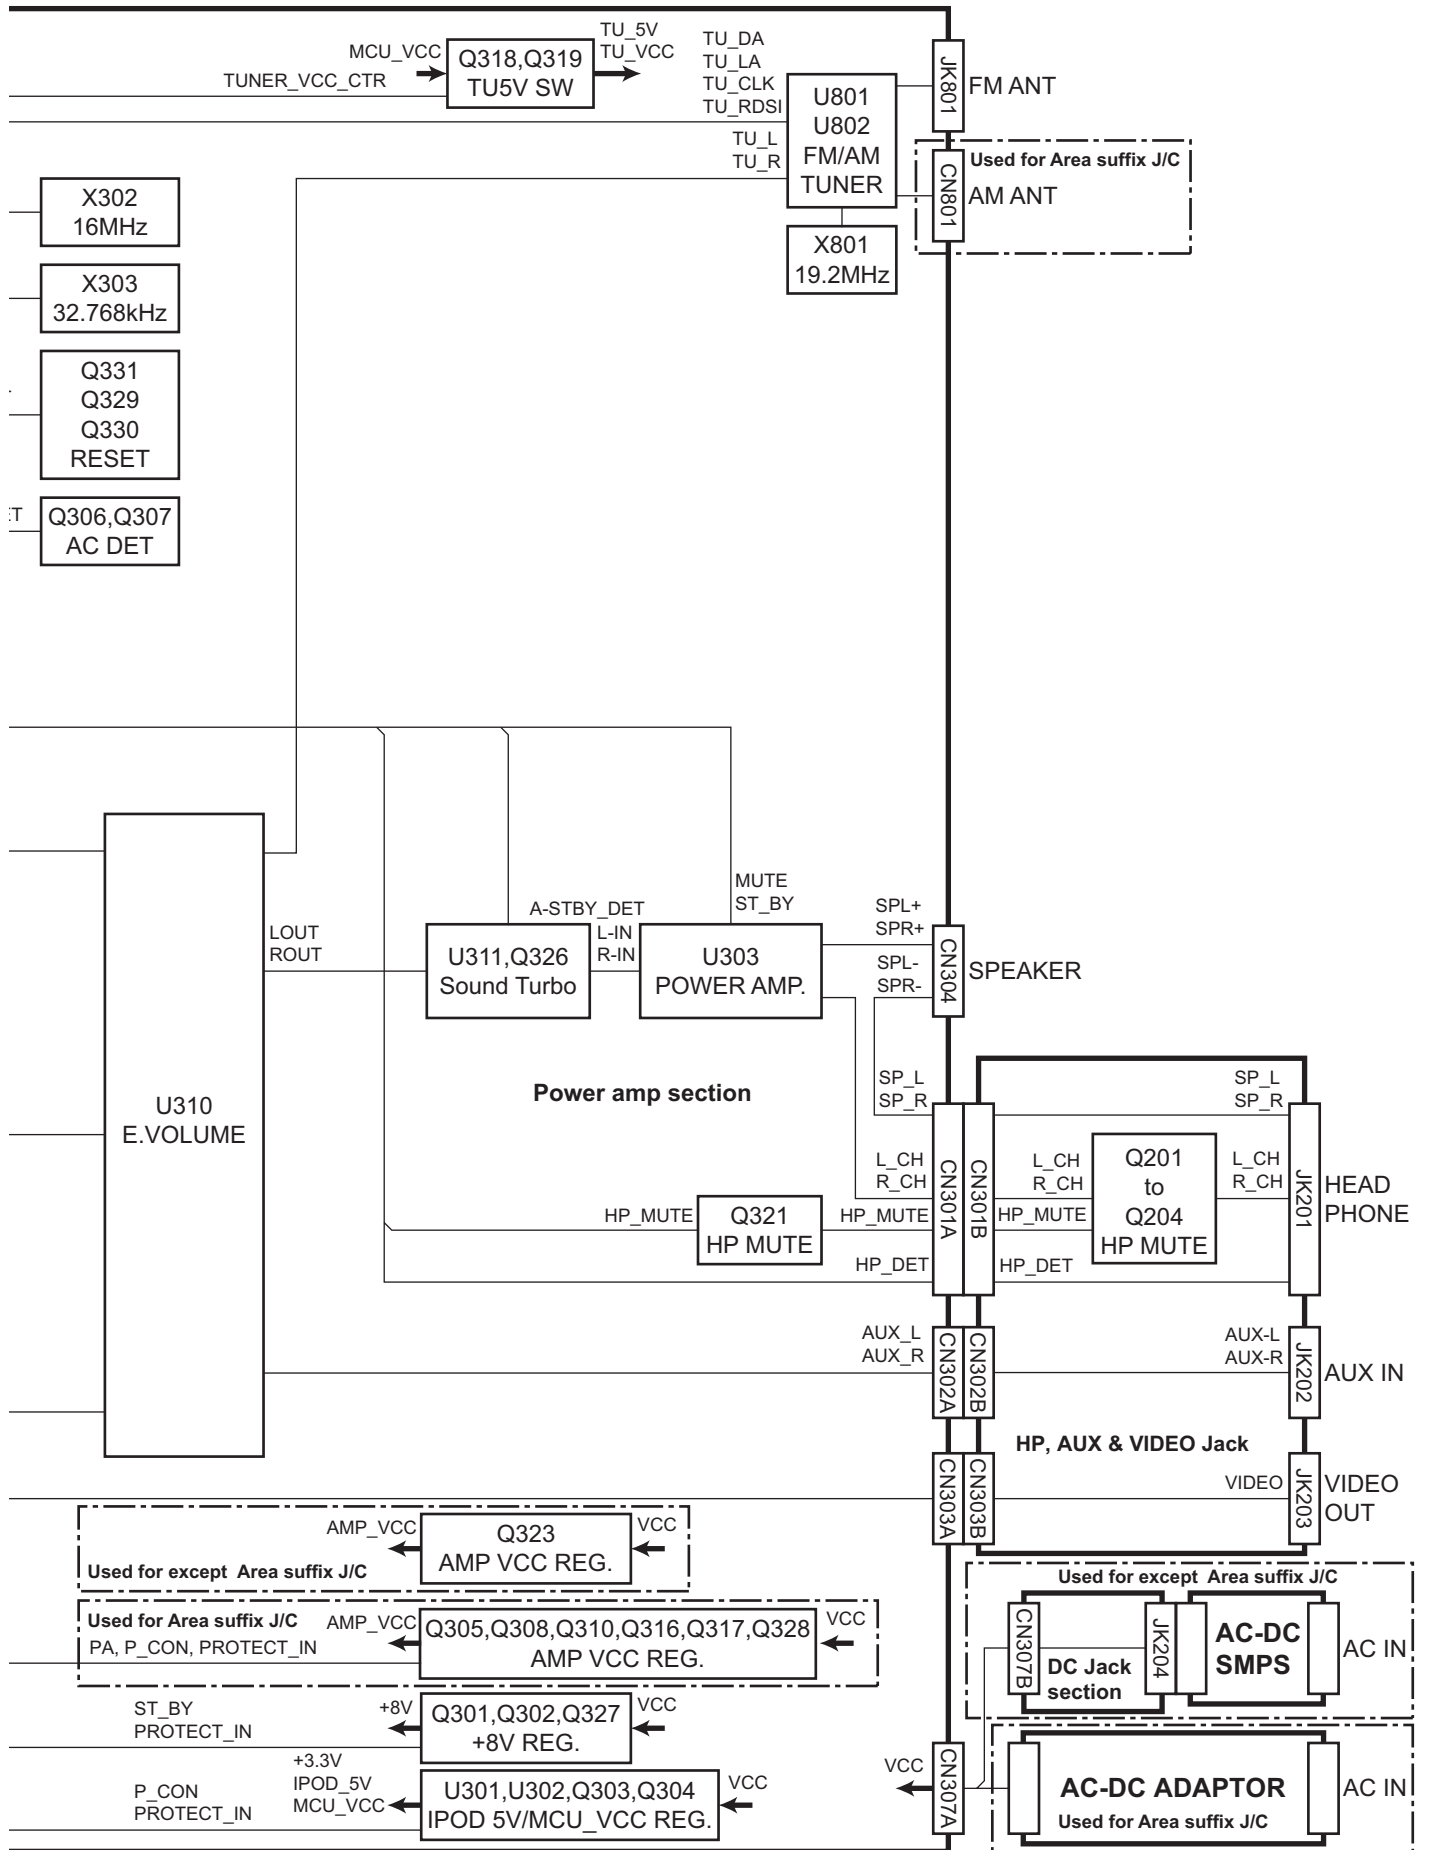 TU_5V
TU_VCC
MCU_VCC
TUNER_VCC_CTR
Q318,Q319
TU5V SW
TU_DA
TU_LA
TU_CLK
TU_RDSI
TU_L
TU_R
U801
U802
FM/AM
TUNER
JK801
FM ANT
Used for Area suffix J/C
CN801
AM ANT
X801
19.2MHz
X302
16MHz
X303
32.768kHz
Q331
Q329
Q330
RESET
Q306,Q307
AC DET
U310
E.VOLUME
LOUT
ROUT
A-STBY_DET
L-IN
R-IN
U311,Q326
Sound Turbo
MUTE
ST_BY
U303
POWER AMP.
SPL+
SPR+
SPL-
SPR-
CN304
SPEAKER
Power amp section
SP_L
SP_R
L_CH
R_CH
HP_MUTE
Q321
HP MUTE
HP_MUTE
HP_DET
CN301A
CN301B
SP_L
SP_R
L_CH
R_CH
HP_MUTE
HP_DET
Q201
to
Q204
HP MUTE
L_CH
R_CH
JK201
HEAD
PHONE
AUX_L
AUX_R
CN302A
CN302B
AUX-L
AUX-R
JK202
AUX IN
HP, AUX & VIDEO Jack
CN303A
CN303B
VIDEO
JK203
VIDEO
OUT
AMP_VCC
Q323
AMP VCC REG.
VCC
Used for except Area suffix J/C
Used for Area suffix J/C
PA, P_CON, PROTECT_IN
AMP_VCC
Q305,Q308,Q310,Q316,Q317,Q328
AMP VCC REG.
VCC
ST_BY
PROTECT_IN
+8V
Q301,Q302,Q327
+8V REG.
VCC
P_CON
PROTECT_IN
+3.3V
IPOD_5V
MCU_VCC
U301,U302,Q303,Q304
IPOD 5V/MCU_VCC REG.
VCC
Used for except Area suffix J/C
CN307B
DC Jack
section
JK204
AC-DC
SMPS
AC IN
VCC
CN307A
AC-DC ADAPTOR
Used for Area suffix J/C
AC IN